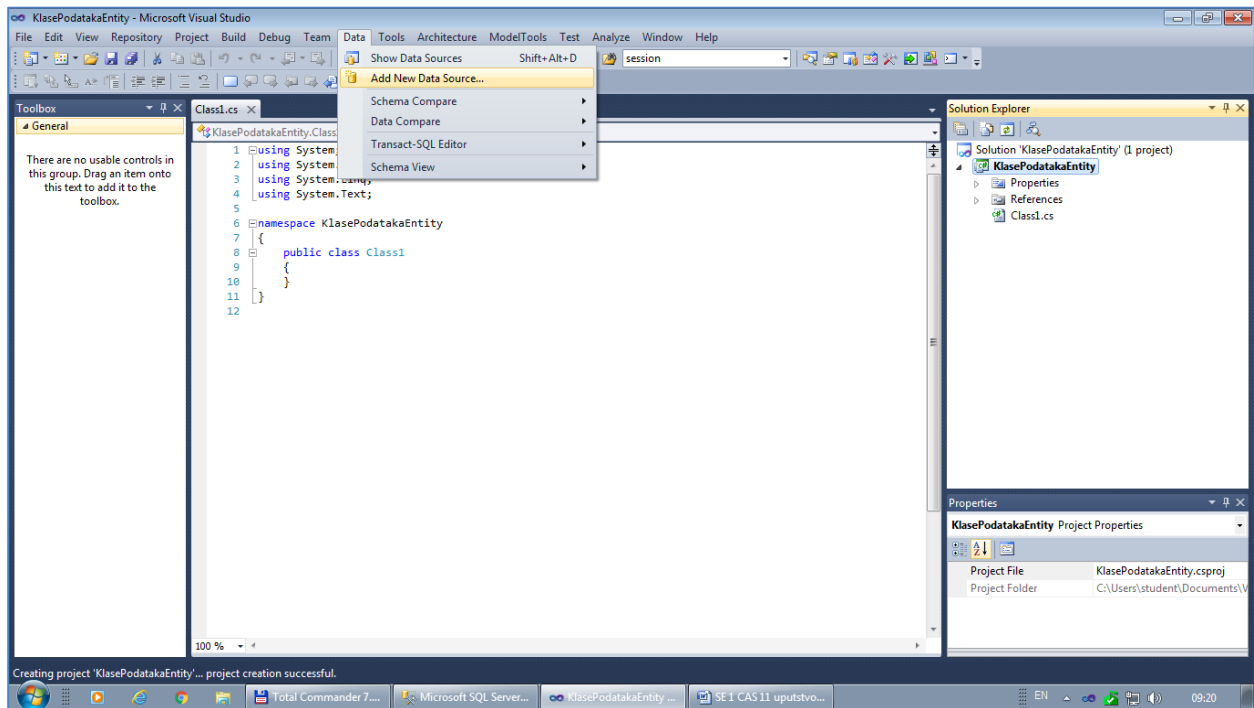 KlasePodatakaEntity - Microsoft Visual Studio
File Edit View Repository Project Build Debug Team Data Tools Architecture ModelTools Test Analyze Window Help
Show Data Sources Shift+Alt+D
session
Add New Data Source...
Schema Compare
Data Compare
Transact-SQL Editor
Schema View
Toolbox
General
There are no usable controls in
this group. Drag an item onto
this text to add it to the
toolbox.
Class1.cs
KlasePodatakaEntity.Class
1 using System;
2 using System.
3 using System.Linq;
4 using System.Text;
5
6 namespace KlasePodatakaEntity
7 {
8 public class Class1
9 {
10 }
11 }
12
100 %
Solution Explorer
Solution 'KlasePodatakaEntity' (1 project)
KlasePodatakaEntity
Properties
References
Class1.cs
Properties
KlasePodatakaEntity Project Properties
Project File KlasePodatakaEntity.csproj
Project Folder C:\Users\student\Documents\V
Creating project 'KlasePodatakaEntity'... project creation successful.
Total Commander 7....
Microsoft SQL Server...
KlasePodatakaEntity ...
SE 1 CAS 11 uputstvo...
EN
09:20